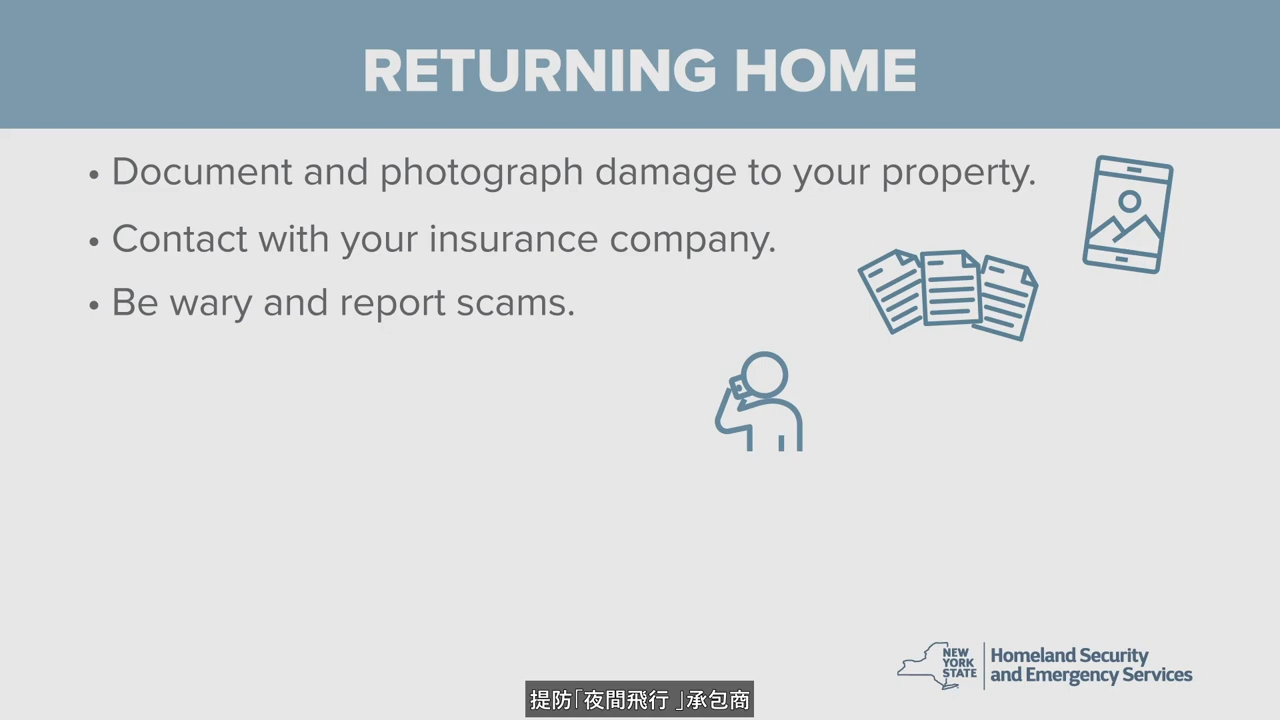 RETURNING HOME
• Document and photograph damage to your property.
• Contact with your insurance company.
• Be wary and report scams.
NEW
YORK
STATE
Homeland Security
and Emergency Services
提防「夜間飛行 」承包商